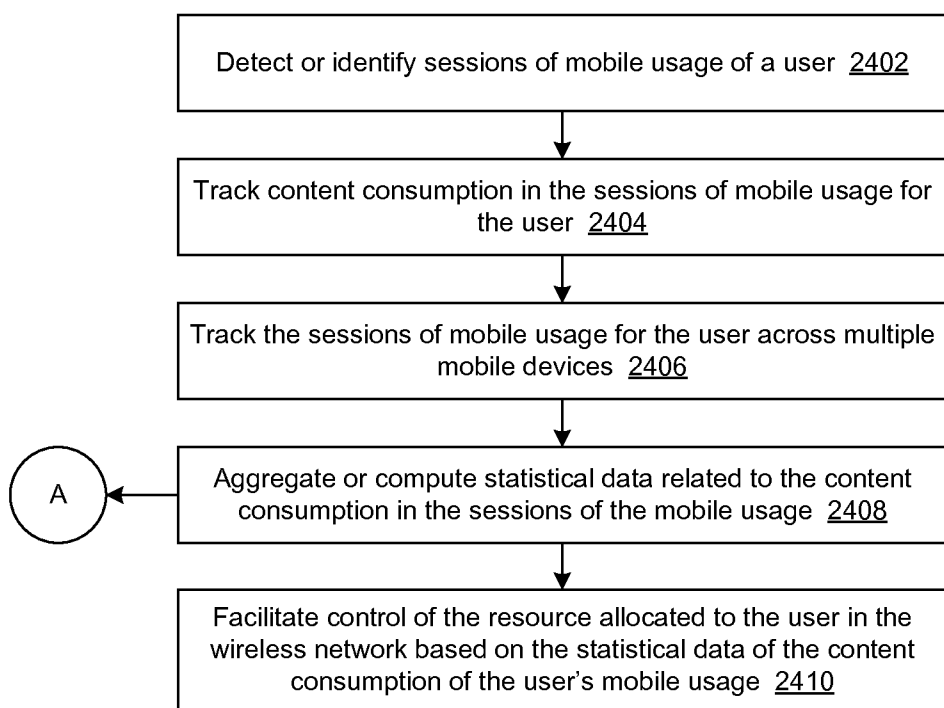 Detect or identify sessions of mobile usage of a user 2402
Track content consumption in the sessions of mobile usage for
the user 2404
Track the sessions of mobile usage for the user across multiple
mobile devices 2406
A
Aggregate or compute statistical data related to the content
consumption in the sessions of the mobile usage 2408
Facilitate control of the resource allocated to the user in the
wireless network based on the statistical data of the content
consumption of the user's mobile usage 2410